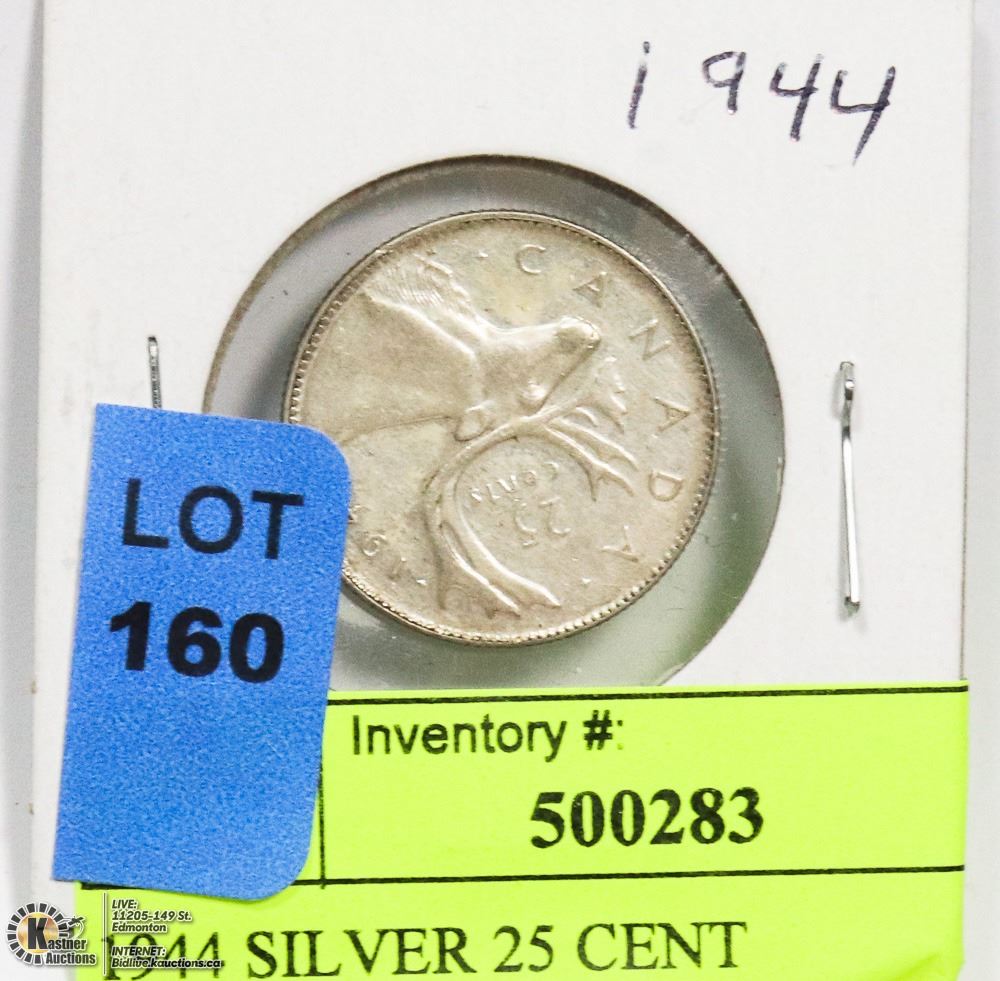 1944
CANADA
25
CENTS
LOT
160
Inventory #:
500283
1944 SILVER 25 CENT
Kastner
Auctions
LIVE:
11205-149 St.
Edmonton
INTERNET:
Bidlive.kauctions.ca